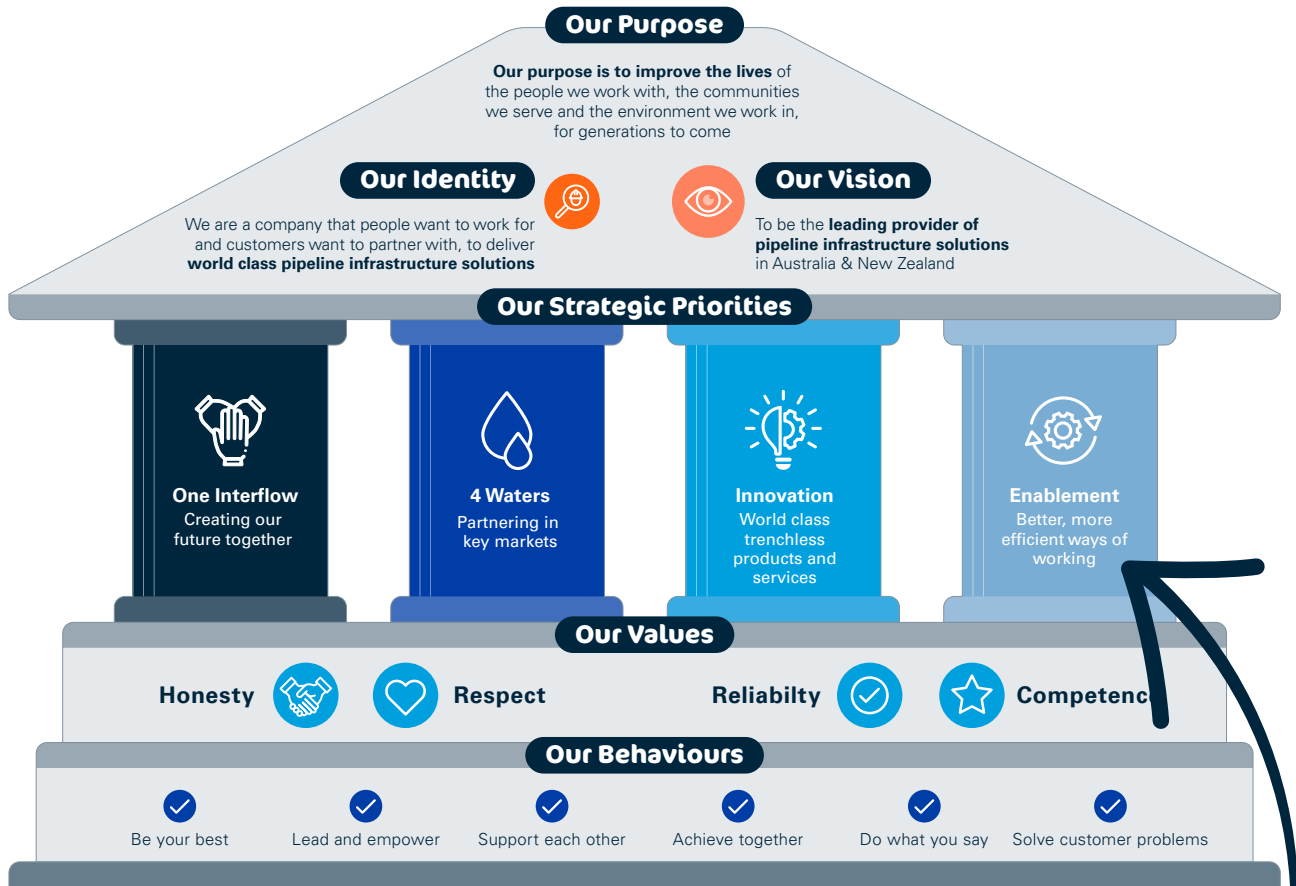 Our Purpose
Our purpose is to improve the lives of
the people we work with, the communities
we serve and the environment we work in,
for generations to come
Our Identity
We are a company that people want to work for
and customers want to partner with, to deliver
world class pipeline infrastructure solutions
Our Vision
To be the leading provider of
pipeline infrastructure solutions
in Australia & New Zealand
Our Strategic Priorities
One Interflow
Creating our
future together
4 Waters
Partnering in
key markets
Innovation
World class
trenchless
products and
services
Enablement
Better, more
efficient ways of
working
Our Values
Honesty
Respect
Reliabilty
Competence
Our Behaviours
Be your best
Lead and empower
Support each other
Achieve together
Do what you say
Solve customer problems